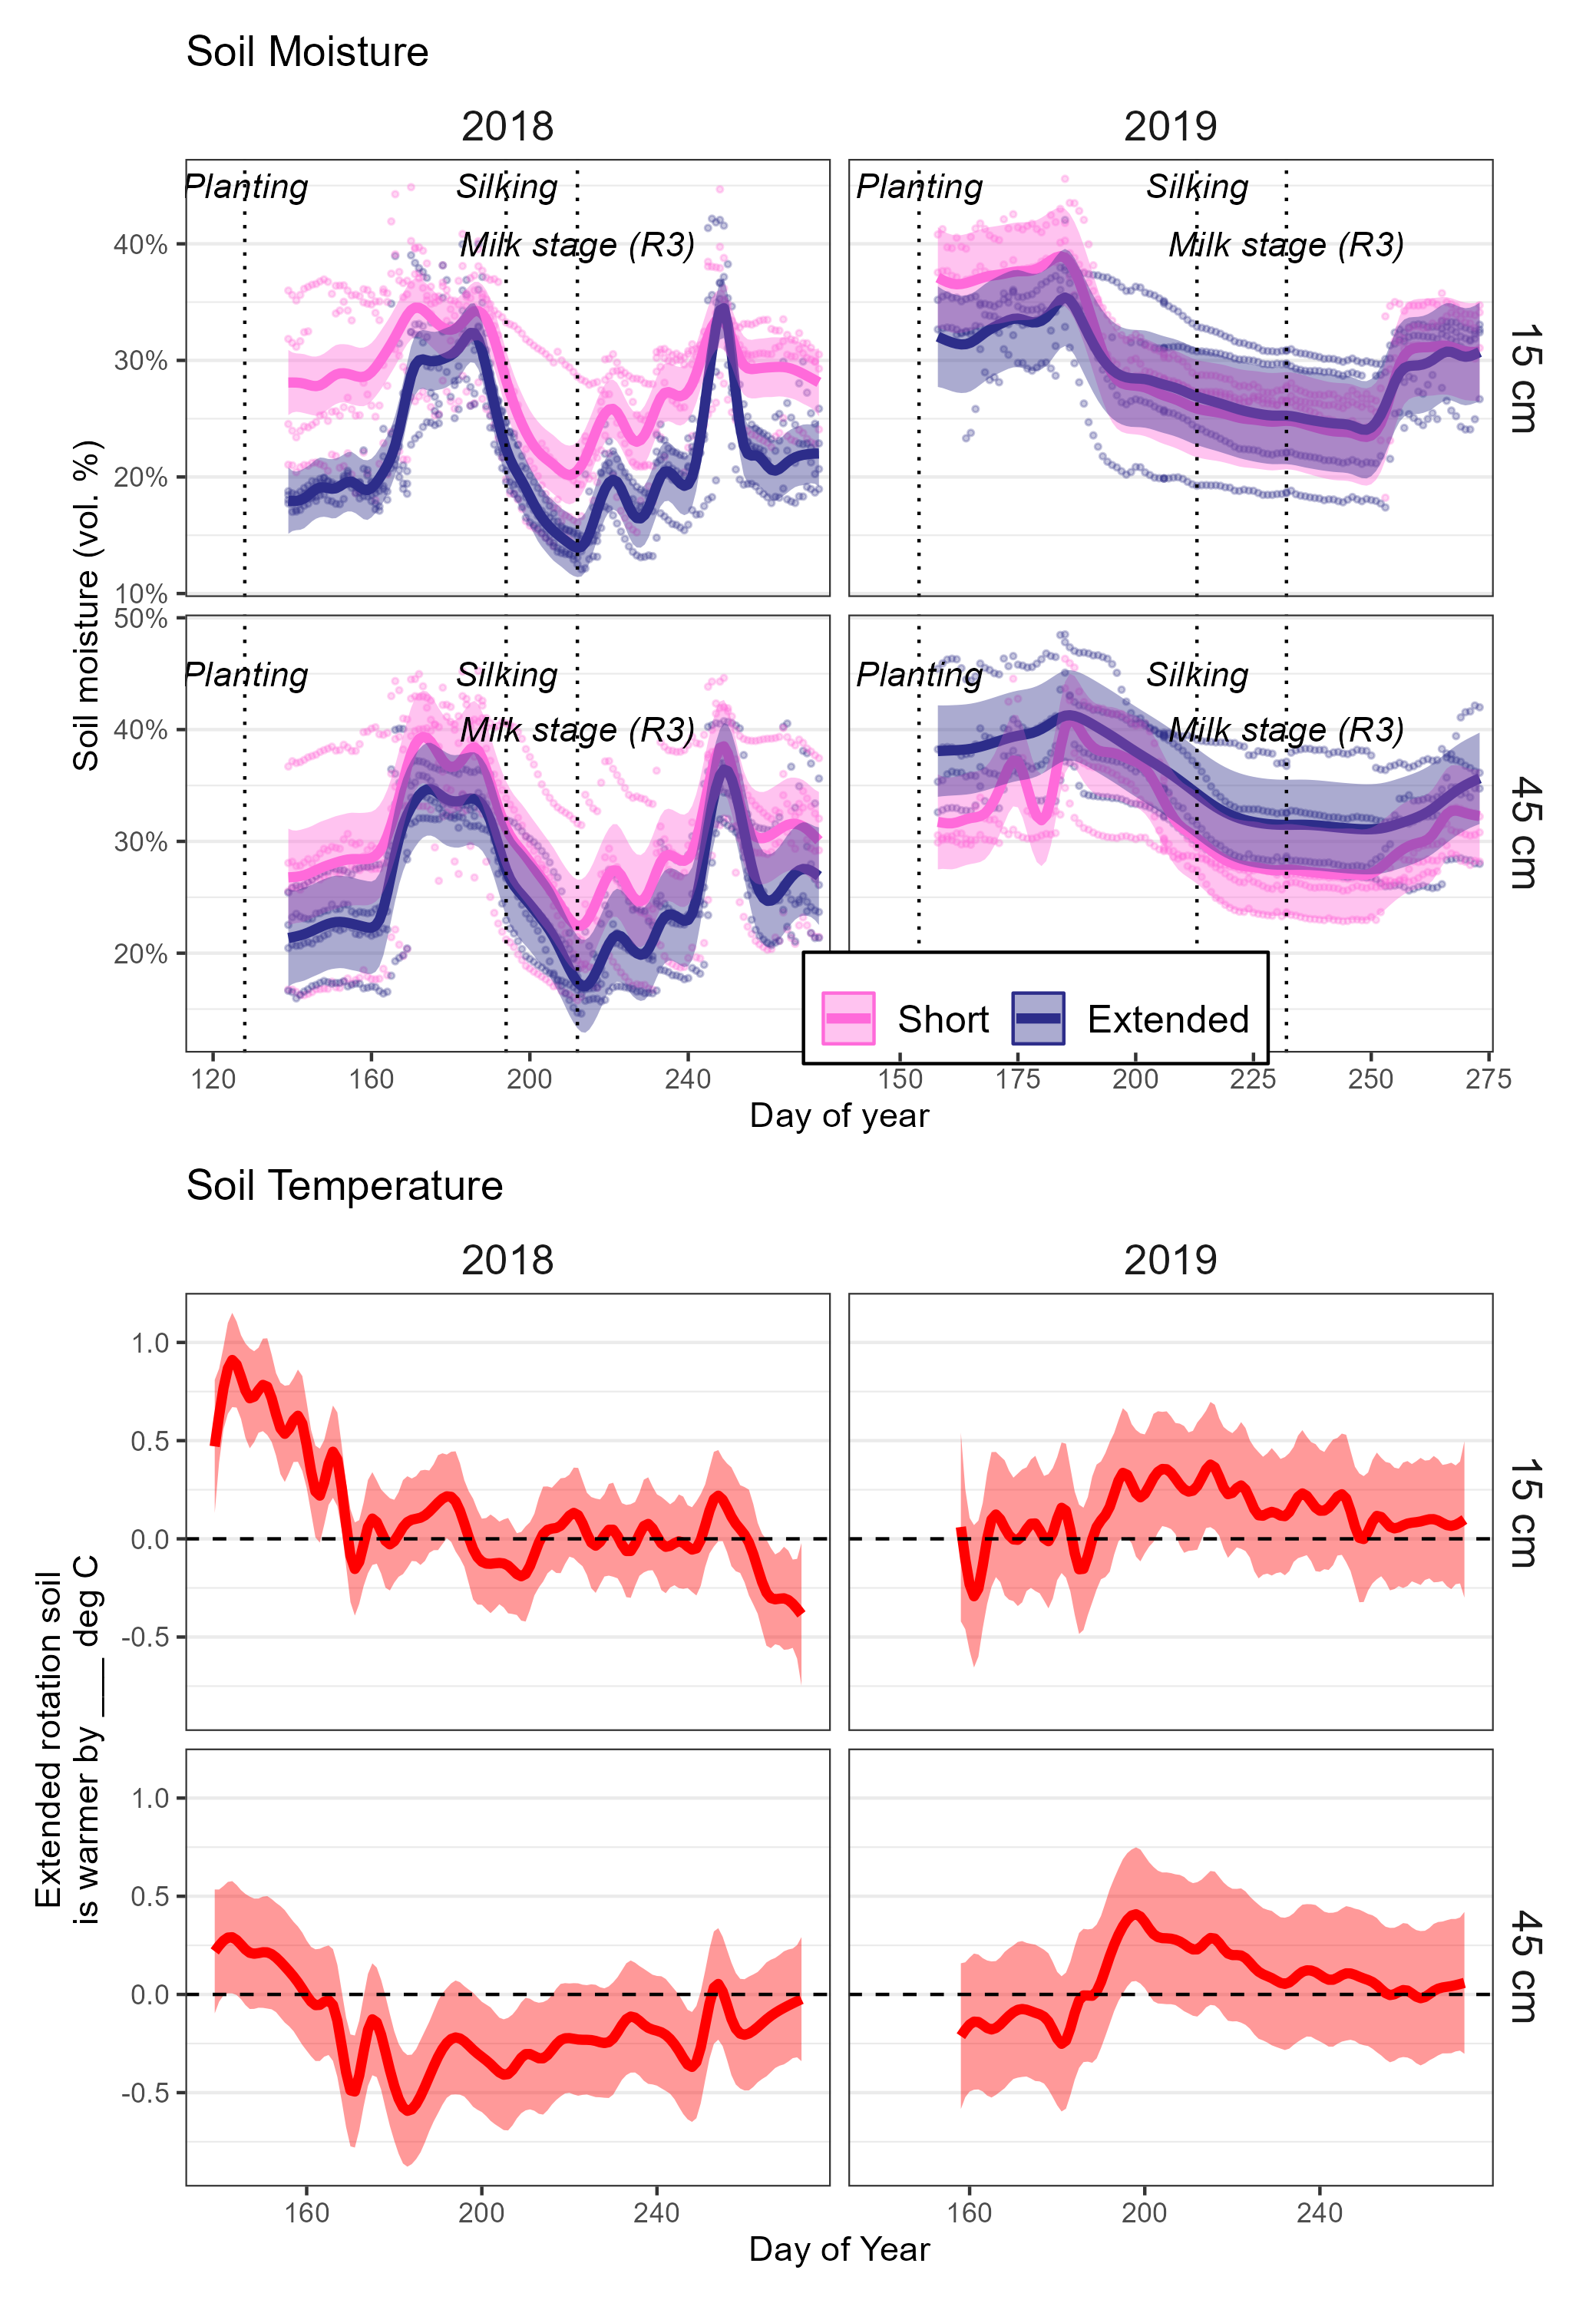 Soil Moisture
2018
2019
Planting
Silking
Milk stage (R3)
Planting
Silking
Milk stage (R3)
40%
30%
20%
10%
15 cm
Soil moisture (vol. %)
50%
40%
30%
20%
Planting
Silking
Milk stage (R3)
Planting
Silking
Milk stage (R3)
45 cm
Short
Extended
120
160
200
240
150
175
200
225
250
275
Day of year
Soil Temperature
2018
2019
1.0
0.5
0.0
-0.5
15 cm
Extended rotation soil
is warmer by ___ deg C
1.0
0.5
0.0
-0.5
45 cm
160
200
240
160
200
240
Day of Year